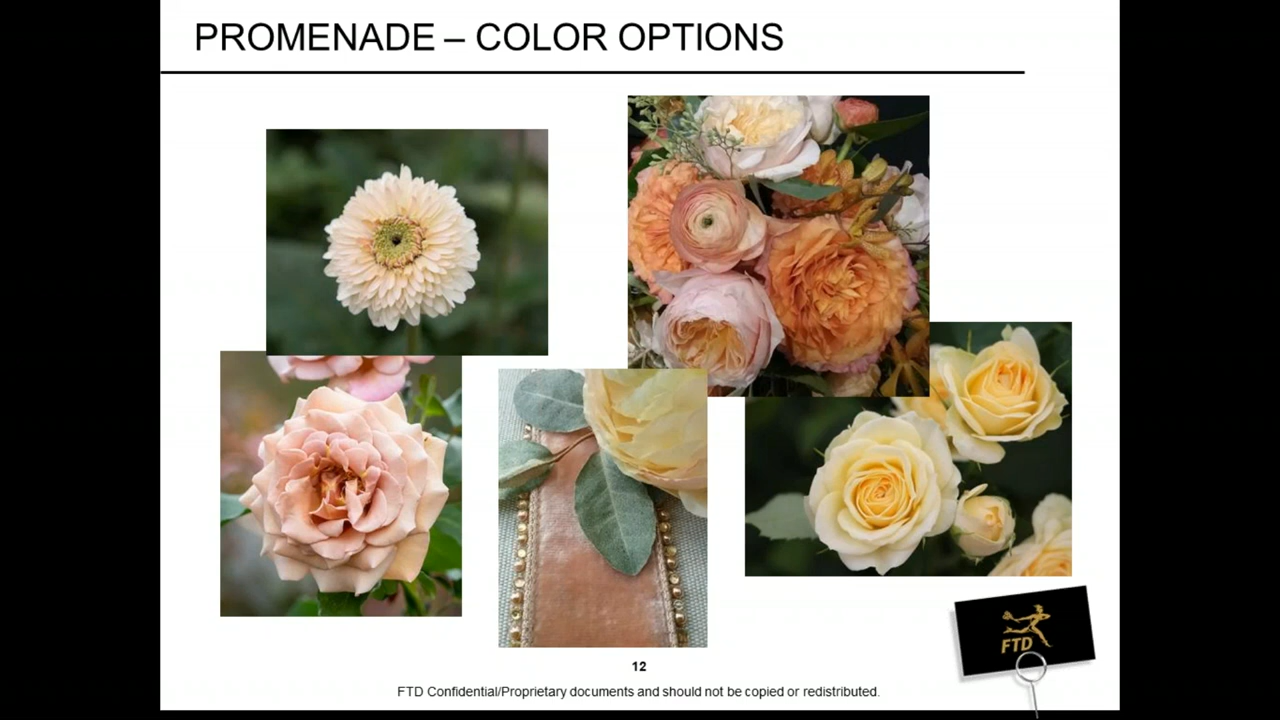 PROMENADE – COLOR OPTIONS
FTD
12
FTD Confidential/Proprietary documents and should not be copied or redistributed.